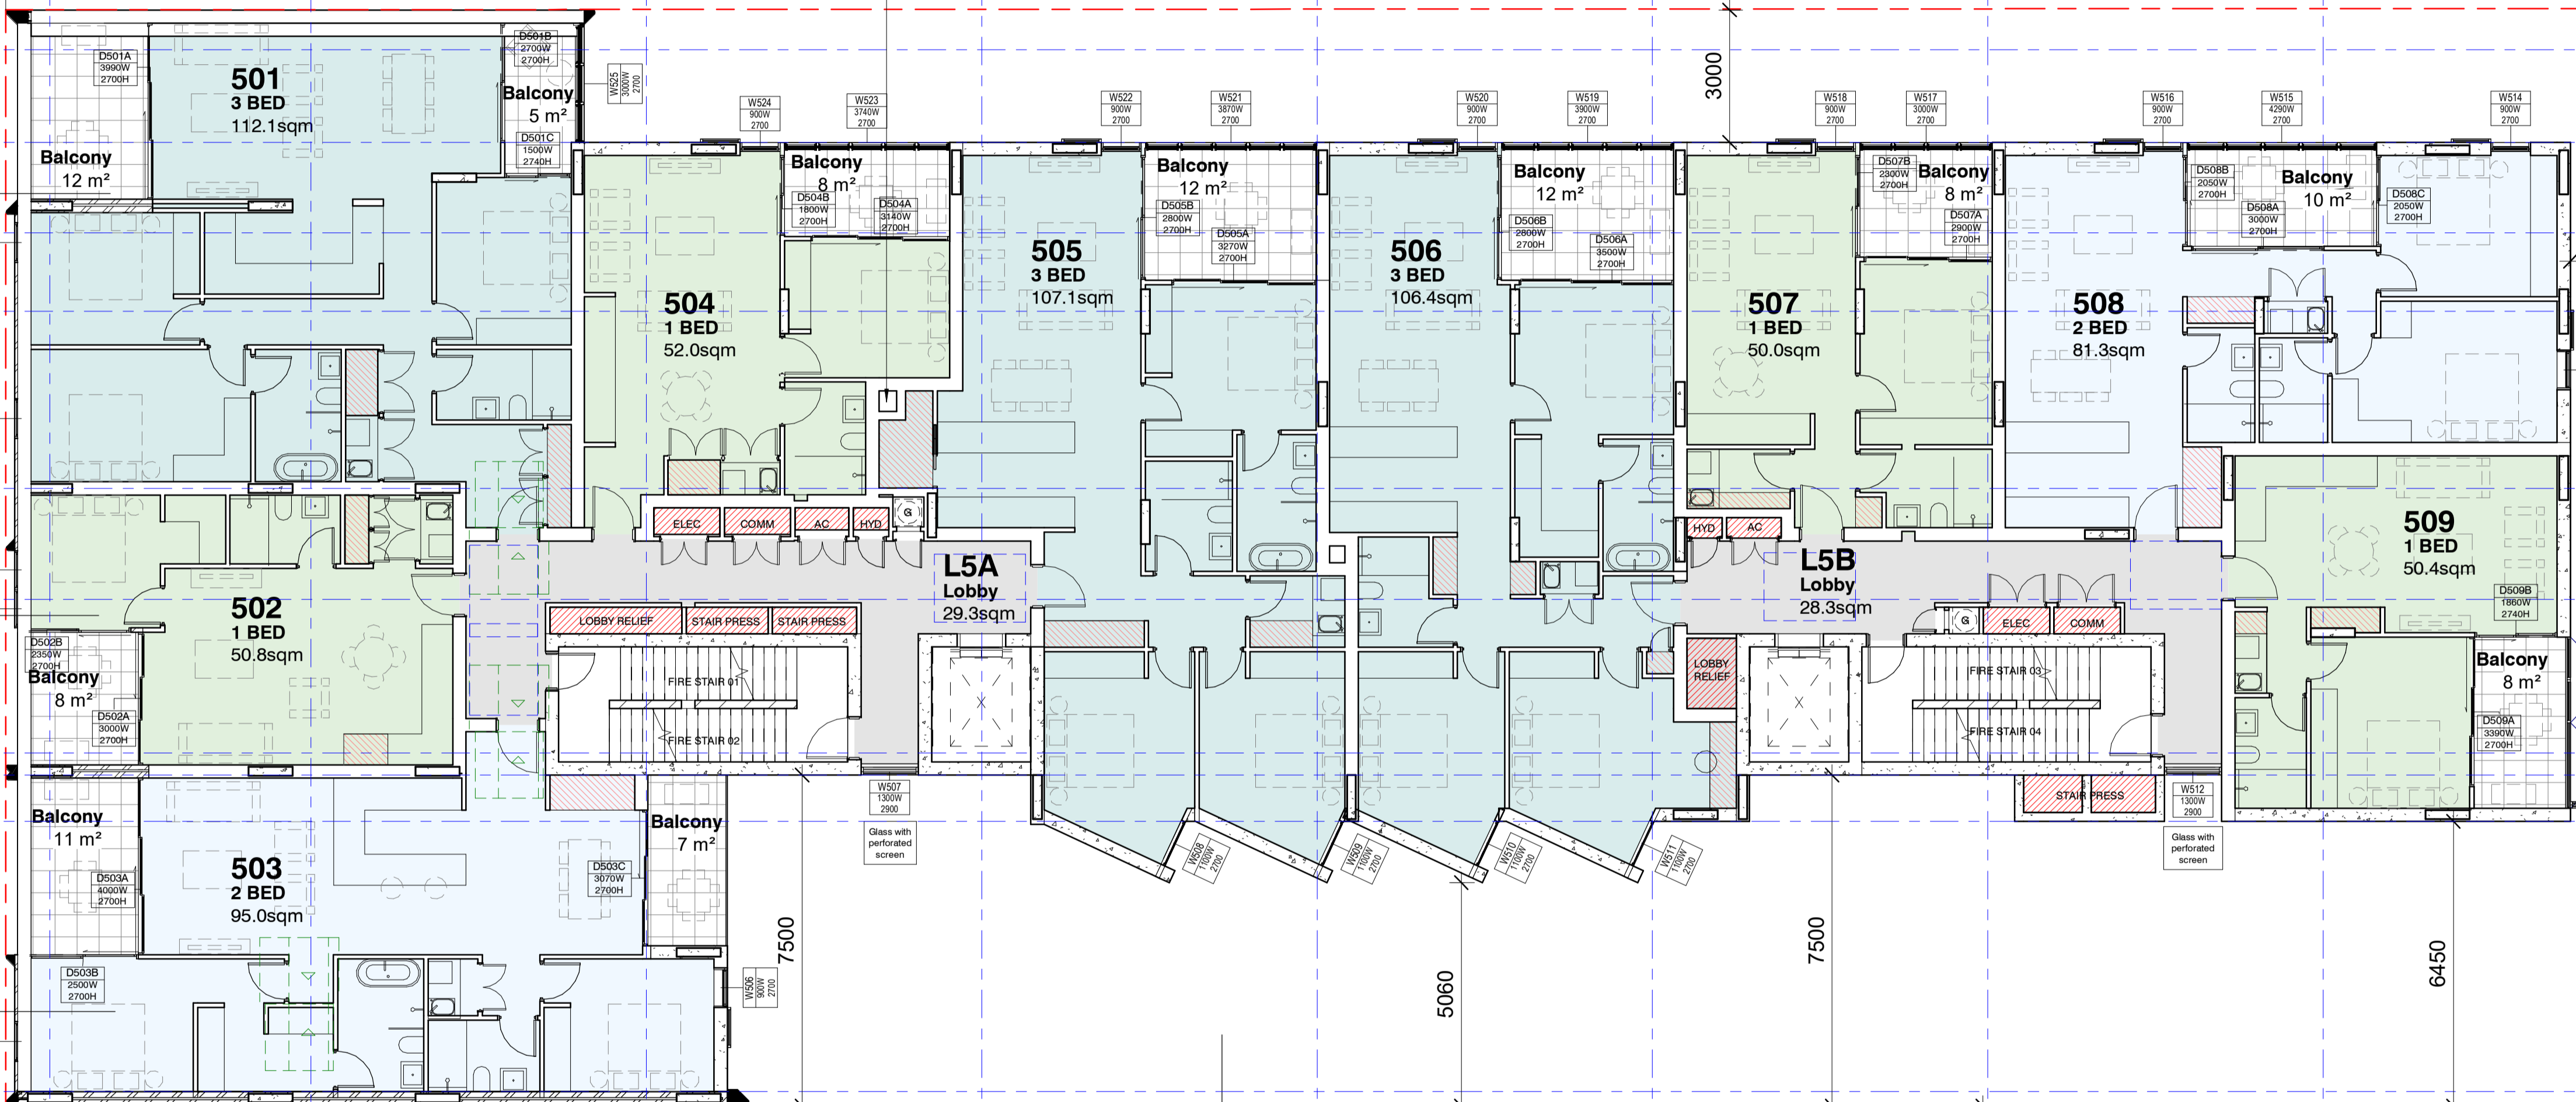 D501A
3990W
2700H
501
3 BED
112.1sqm
Balcony
12 m²
D501B
2700W
2700H
Balcony
5 m²
D501C
1500W
2740H
W525
3000W
2700
W524
900W
2700
W523
3740W
2700
W522
900W
2700
W521
3870W
2700
W520
900W
2700
W519
3900W
2700
3000
W518
900W
2700
W517
3000W
2700
W516
900W
2700
W515
4290W
2700
W514
900W
2700
Balcony
8 m²
D504B
1800W
2700H
D504A
3140W
2700H
504
1 BED
52.0sqm
505
3 BED
107.1sqm
Balcony
12 m²
D505B
2800W
2700H
D505A
3270W
2700H
506
3 BED
106.4sqm
Balcony
12 m²
D506B
2800W
2700H
D506A
3500W
2700H
507
1 BED
50.0sqm
D507B
2300W
2700H
Balcony
8 m²
D507A
2900W
2700H
508
2 BED
81.3sqm
D508B
2050W
2700H
D508A
3000W
2700H
Balcony
10 m²
D508C
2050W
2700H
ELEC
COMM
AC
HYD
G
L5A
Lobby
29.3sqm
LOBBY RELIEF
STAIR PRESS
STAIR PRESS
FIRE STAIR 01
FIRE STAIR 02
HYD
AC
L5B
Lobby
28.3sqm
G
ELEC
COMM
LOBBY
RELIEF
FIRE STAIR 03
FIRE STAIR 04
STAIR PRESS
509
1 BED
50.4sqm
D509B
1860W
2740H
Balcony
8 m²
D509A
3390W
2700H
502
1 BED
50.8sqm
D502B
2350W
2700H
Balcony
8 m²
D502A
3000W
2700H
Balcony
11 m²
D503A
4000W
2700H
503
2 BED
95.0sqm
D503C
3070W
2700H
Balcony
7 m²
D503B
2500W
2700H
W506
900W
2700
W507
1300W
2900
Glass with
perforated
screen
W508
1100W
2700
W509
1100W
2700
W510
1100W
2700
W511
1100W
2700
W512
1300W
2900
Glass with
perforated
screen
7500
5060
7500
6450